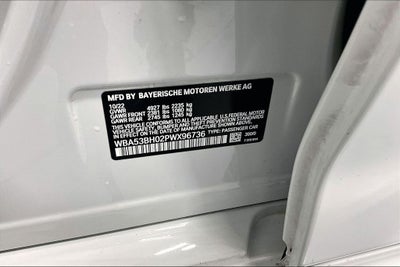 MFD BY BAYERISCHE MOTOREN WERKE AG
10/22
GVWR 4927 lbs 2235 kg
GAWR FRONT 2381 lbs 1080 kg
GAWR REAR 2745 lbs 1245 kg
THIS VEHICLE CONFORMS TO ALL APPLICABLE U.S. FEDERAL MOTOR
VEHICLE SAFETY, BUMPER, AND THEFT PREVENTION STANDARDS
IN EFFECT ON THE DATE OF MANUFACTURE SHOWN ABOVE.
WBA53BH02PWX96736 TYPE: PASSENGER CAR